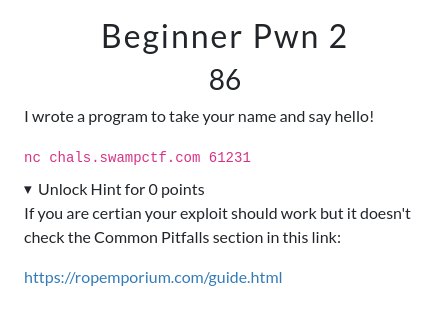 Beginner Pwn 2
86
I wrote a program to take your name and say hello!
nc chals.swampctf.com 61231
▼ Unlock Hint for 0 points
If you are certian your exploit should work but it doesn't
check the Common Pitfalls section in this link:
https://ropemporium.com/guide.html